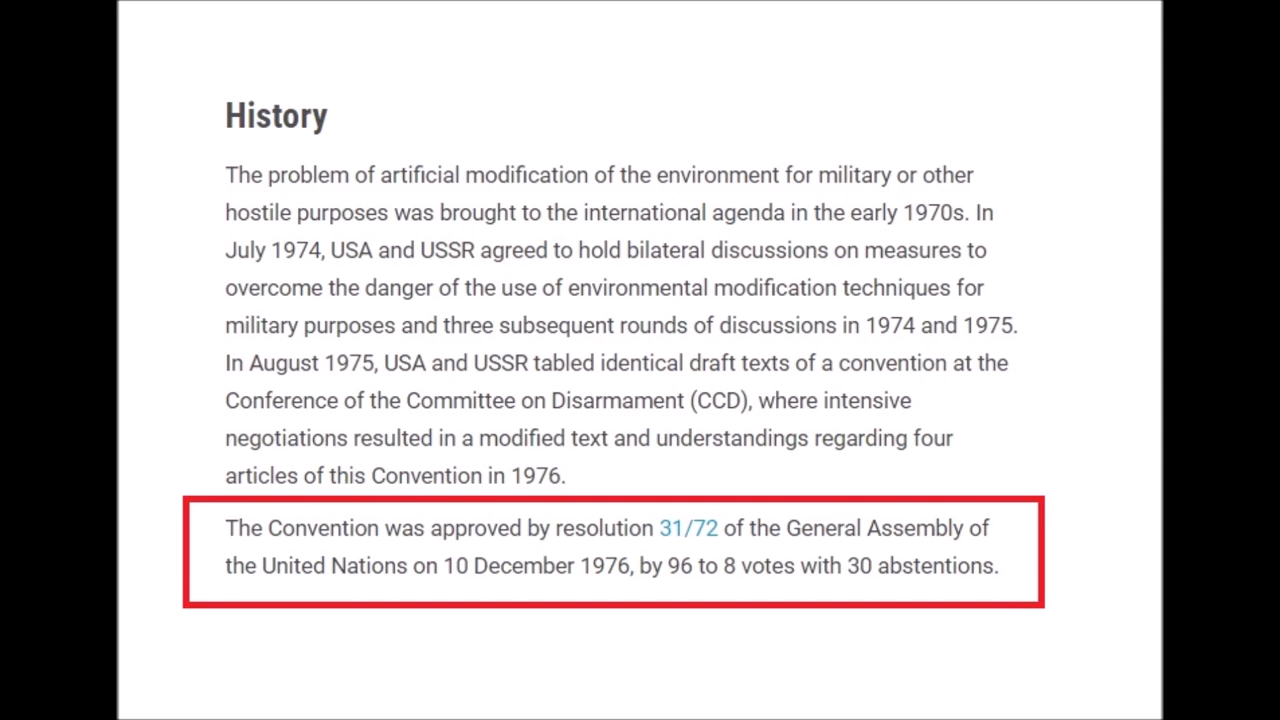 History
The problem of artificial modification of the environment for military or other
hostile purposes was brought to the international agenda in the early 1970s. In
July 1974, USA and USSR agreed to hold bilateral discussions on measures to
overcome the danger of the use of environmental modification techniques for
military purposes and three subsequent rounds of discussions in 1974 and 1975.
In August 1975, USA and USSR tabled identical draft texts of a convention at the
Conference of the Committee on Disarmament (CCD), where intensive
negotiations resulted in a modified text and understandings regarding four
articles of this Convention in 1976.
The Convention was approved by resolution 31/72 of the General Assembly of
the United Nations on 10 December 1976, by 96 to 8 votes with 30 abstentions.